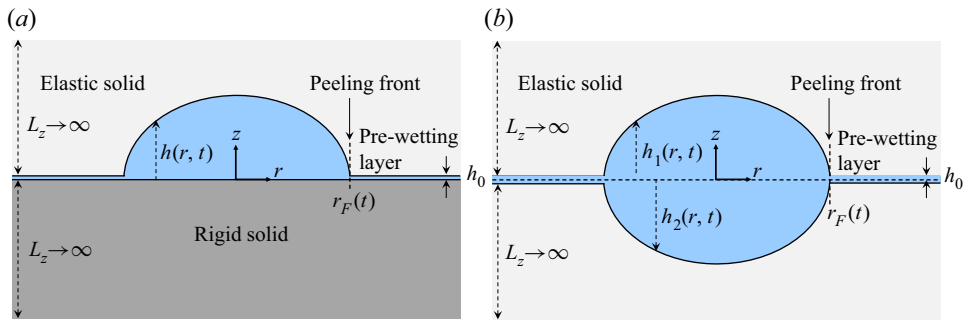 (a)
Elastic solid
Peeling front
L_z→∞
h(r, t)
z
r
Pre-wetting
layer
h_0
r_F(t)
L_z→∞
Rigid solid
(b)
Elastic solid
Peeling front
L_z→∞
h_1(r, t)
z
r
Pre-wetting
layer
h_0
h_2(r, t)
r_F(t)
L_z→∞